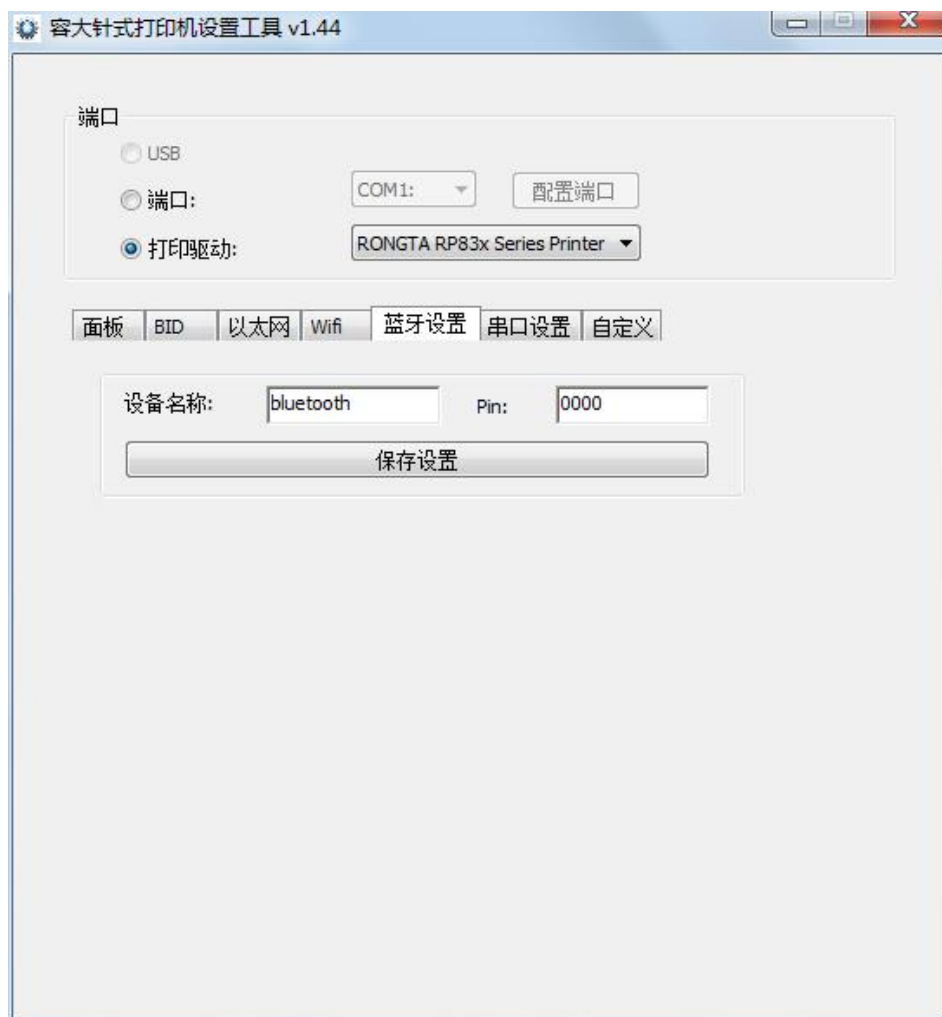 容大针式打印机设置工具 v1.44
端口
USB
端口: COM1: 配置端口
打印驱动: RONGTA RP83x Series Printer
面板 BID 以太网 Wifi 蓝牙设置 串口设置 自定义
设备名称: bluetooth Pin: 0000
保存设置